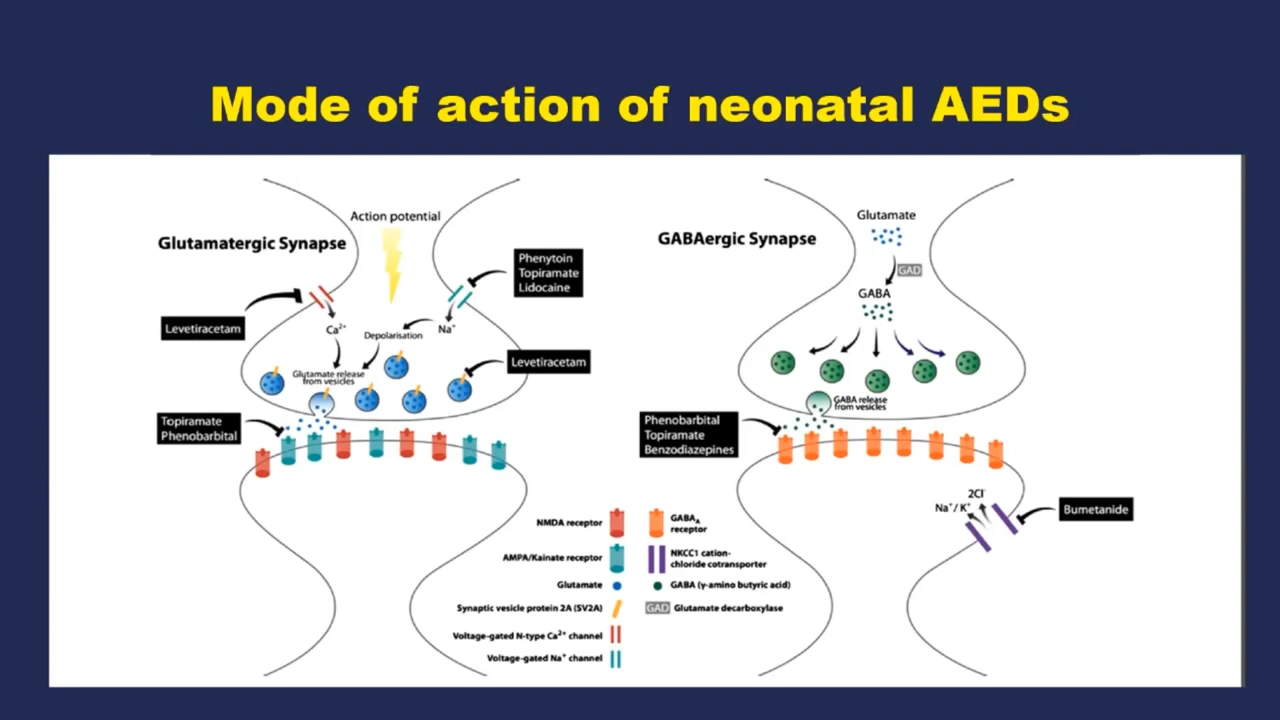 Mode of action of neonatal AEDs
Glutamatergic Synapse
Action potential
Phenytoin
Topiramate
Lidocaine
Levetiracetam
Ca²⁺
Depolarisation
Na⁺
Glutamate release
from vesicles
Levetiracetam
Topiramate
Phenobarbital
GABAergic Synapse
Glutamate
GAD
GABA
GABA release
from vesicles
Phenobarbital
Topiramate
Benzodiazepines
2Cl⁻
Na⁺/ K⁺
Bumetanide
NMDA receptor
AMPA/Kainate receptor
Glutamate
Synaptic vesicle protein 2A (SV2A)
Voltage-gated N-type Ca²⁺ channel
Voltage-gated Na⁺ channel
GABA_A
receptor
NKCC1 cation-
chloride cotransporter
GABA (γ-amino butyric acid)
GAD Glutamate decarboxylase